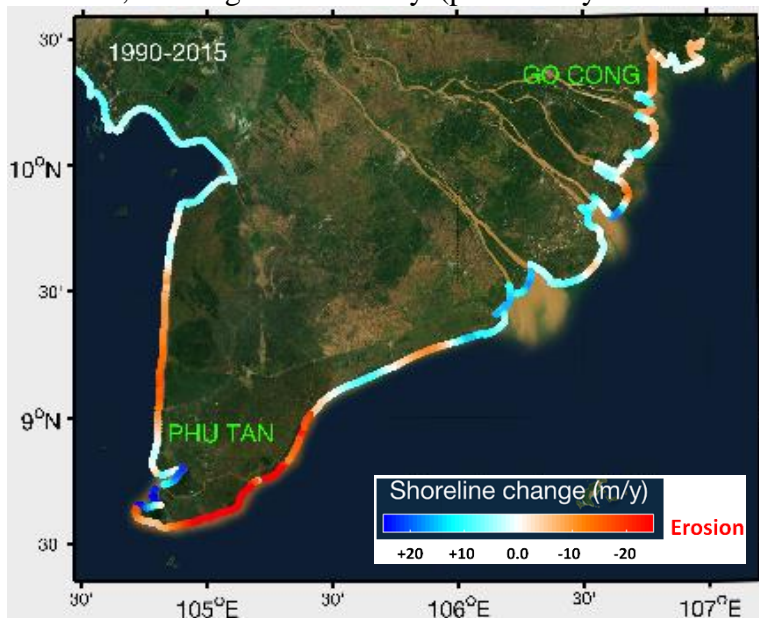 30'
1990-2015
GO CONG
10°N
30'
9°N
PHU TAN
Shoreline change (m/y)
Erosion
+20 +10 0.0 -10 -20
30
30' 105°E 30' 106°E 30' 107°E